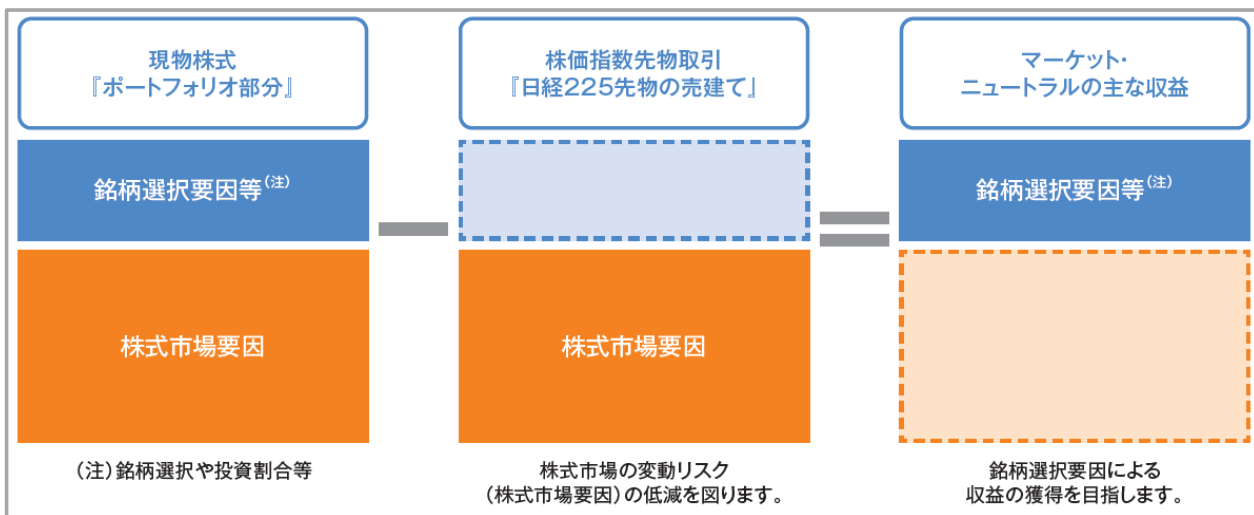 現物株式
『ポートフォリオ部分』
株価指数先物取引
『日経225先物の売建て』
マーケット・
ニュートラルの主な収益
銘柄選択要因等(注)
銘柄選択要因等(注)
株式市場要因
株式市場要因
(注)銘柄選択や投資割合等
株式市場の変動リスク
(株式市場要因)の低減を図ります。
銘柄選択要因による
収益の獲得を目指します。